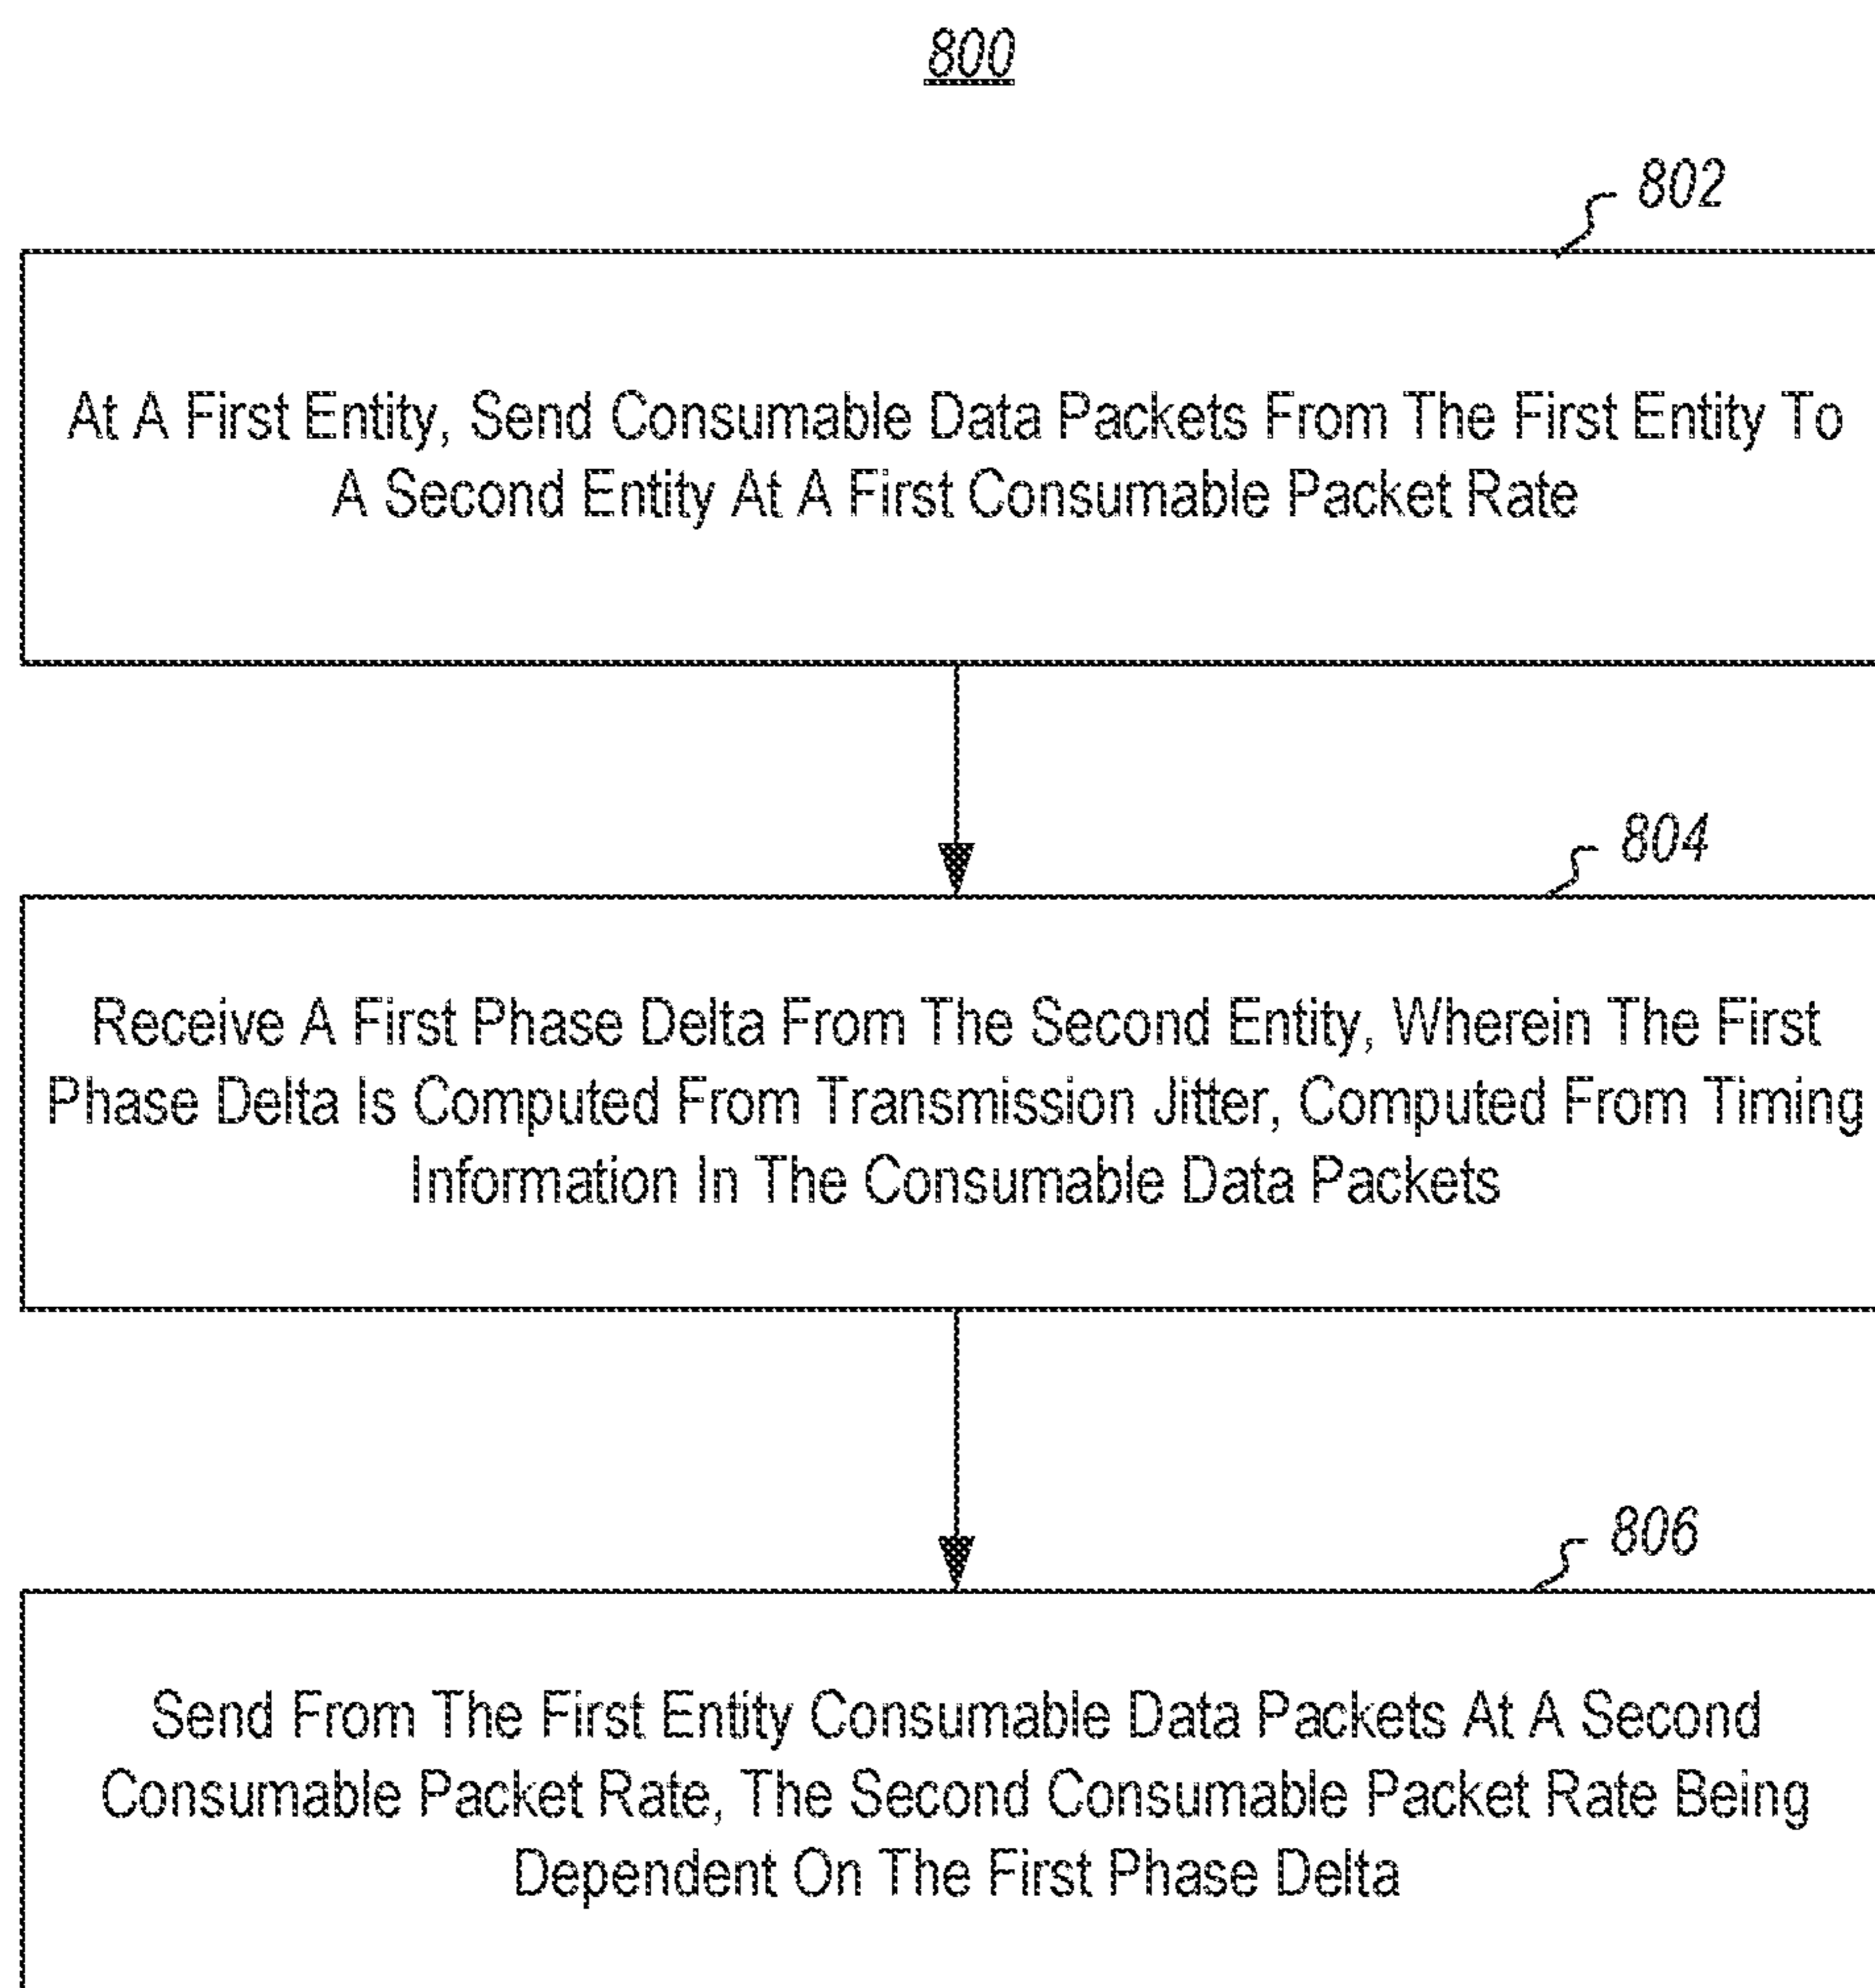 800
802
At A First Entity, Send Consumable Data Packets From The First Entity To
A Second Entity At A First Consumable Packet Rate
804
Receive A First Phase Delta From The Second Entity, Wherein The First
Phase Delta Is Computed From Transmission Jitter, Computed From Timing
Information In The Consumable Data Packets
806
Send From The First Entity Consumable Data Packets At A Second
Consumable Packet Rate, The Second Consumable Packet Rate Being
Dependent On The First Phase Delta